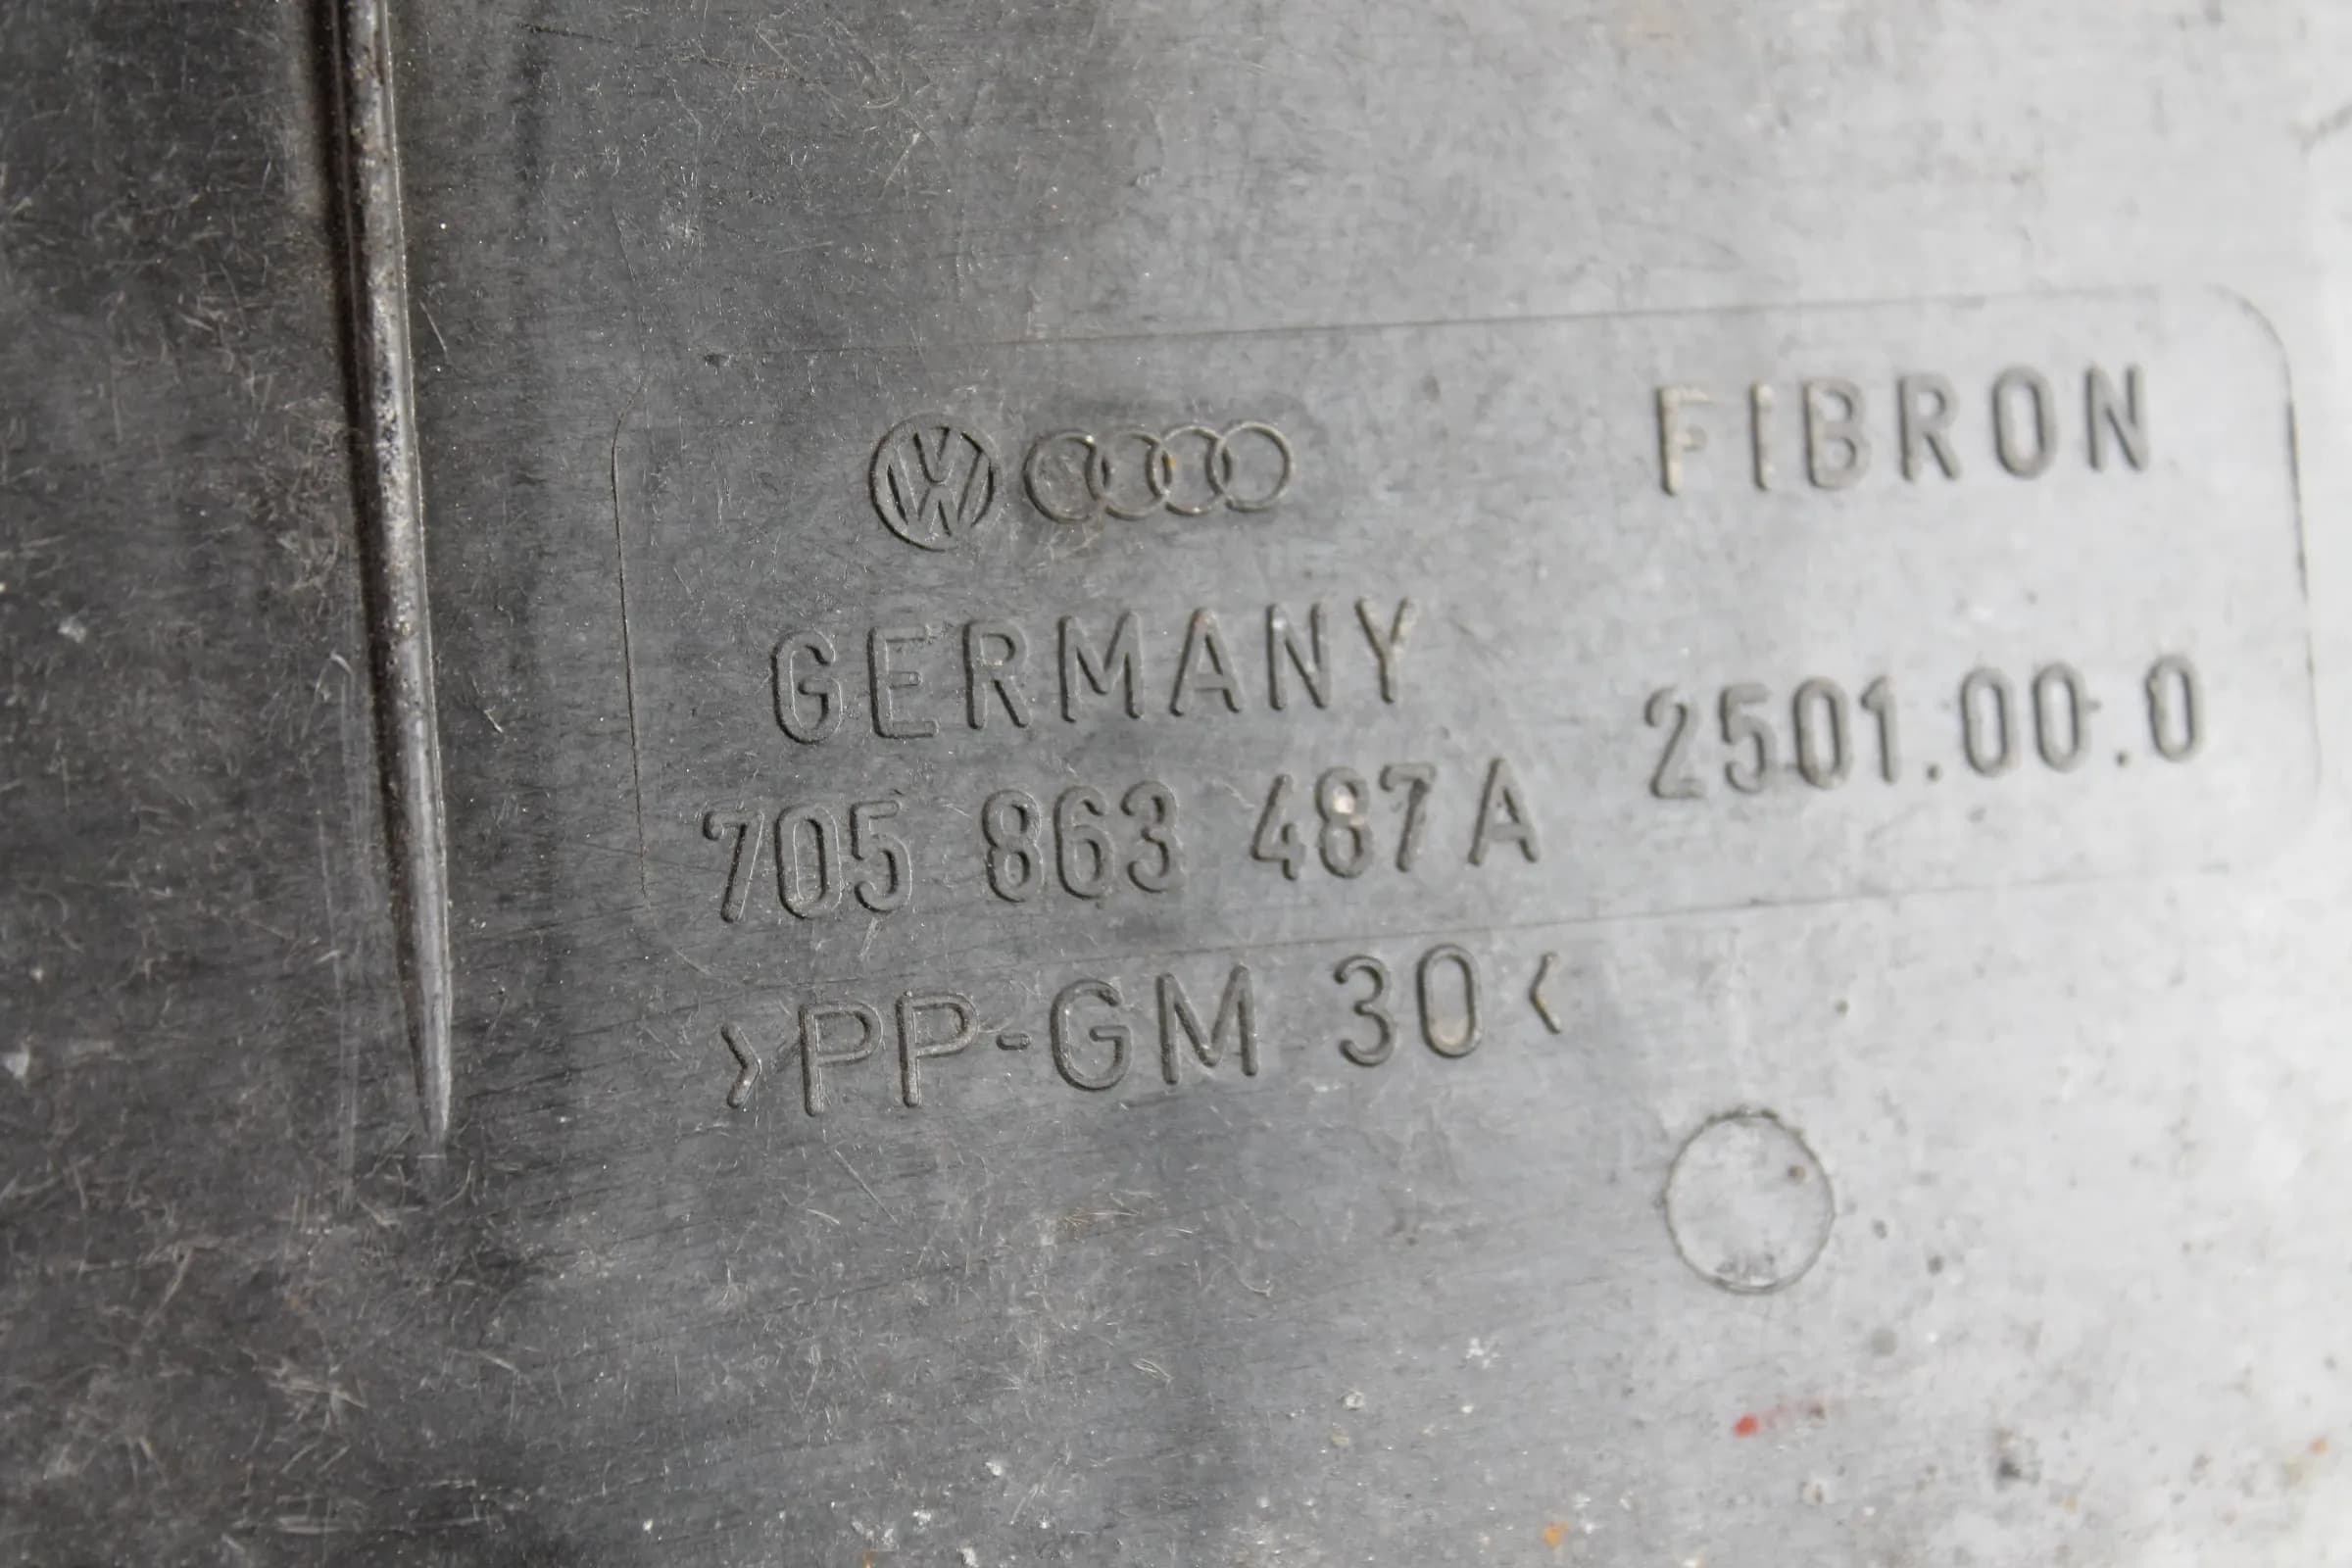 FIBRON
GERMANY
2501.00.0
705 863 487 A
>PP-GM 30<